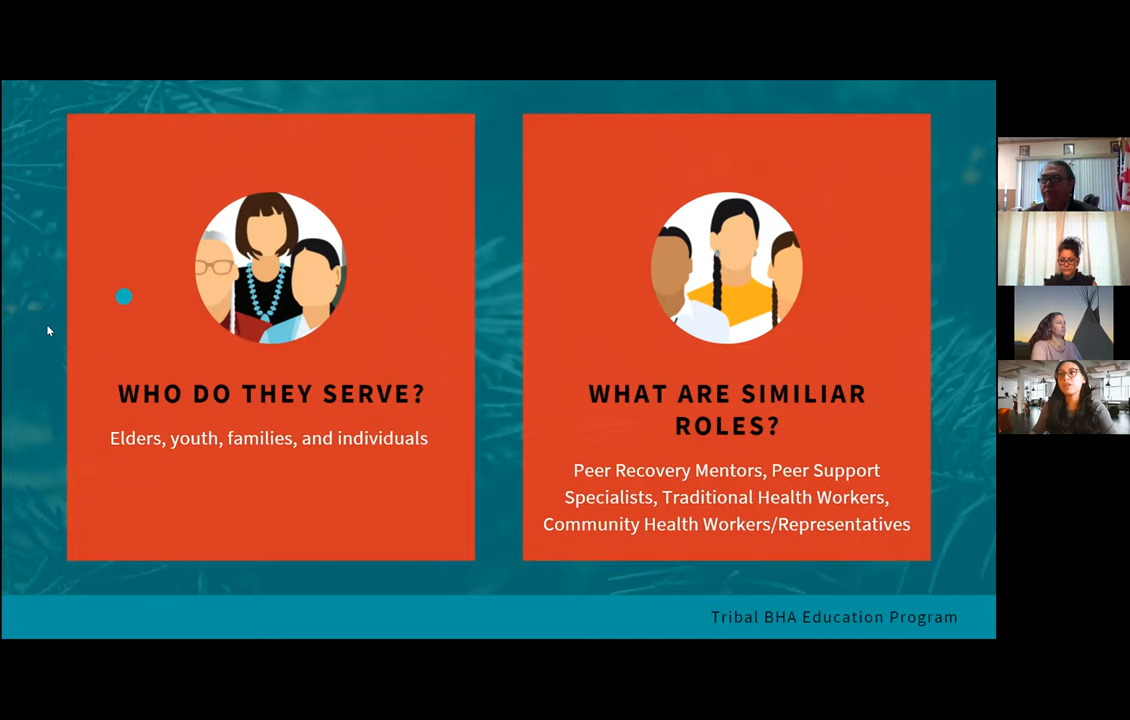 WHO DO THEY SERVE?
Elders, youth, families, and individuals
WHAT ARE SIMILIAR
ROLES?
Peer Recovery Mentors, Peer Support
Specialists, Traditional Health Workers,
Community Health Workers/Representatives
Tribal BHA Education Program